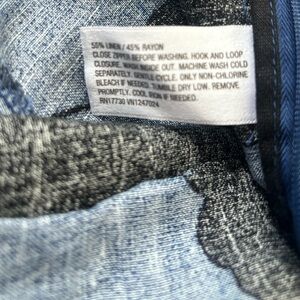 55% LINEN / 45% RAYON
CLOSE ZIPPER BEFORE WASHING. HOOK AND LOOP
CLOSURE. WASH INSIDE OUT. MACHINE WASH COLD
SEPARATELY. GENTLE CYCLE. ONLY NON-CHLORINE
BLEACH IF NEEDED. TUMBLE DRY LOW. REMOVE
PROMPTLY. COOL IRON IF NEEDED.
RN17730 VN1247024